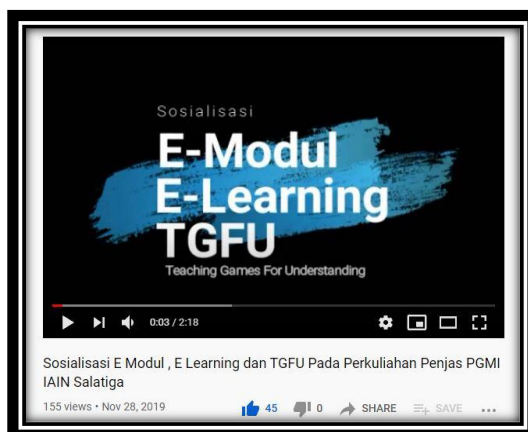 Sosialisasi
E-Modul
E-Learning
TGFU
Teaching Games For Understanding
0:03 / 2:18
Sosialisasi E Modul , E Learning dan TGFU Pada Perkuliahan Penjas PGMI
IAIN Salatiga
155 views • Nov 28, 2019 45 0 SHARE SAVE